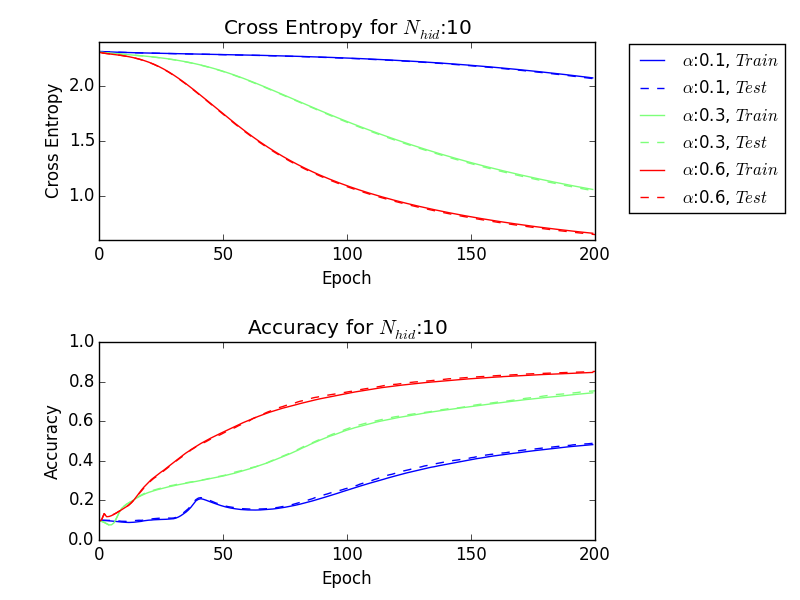 Cross Entropy for N_hid:10
Cross Entropy
2.0
1.5
1.0
0 50 100 150 200
Epoch
α:0.1, Train
α:0.1, Test
α:0.3, Train
α:0.3, Test
α:0.6, Train
α:0.6, Test
Accuracy for N_hid:10
Accuracy
1.0
0.8
0.6
0.4
0.2
0.0
0 50 100 150 200
Epoch